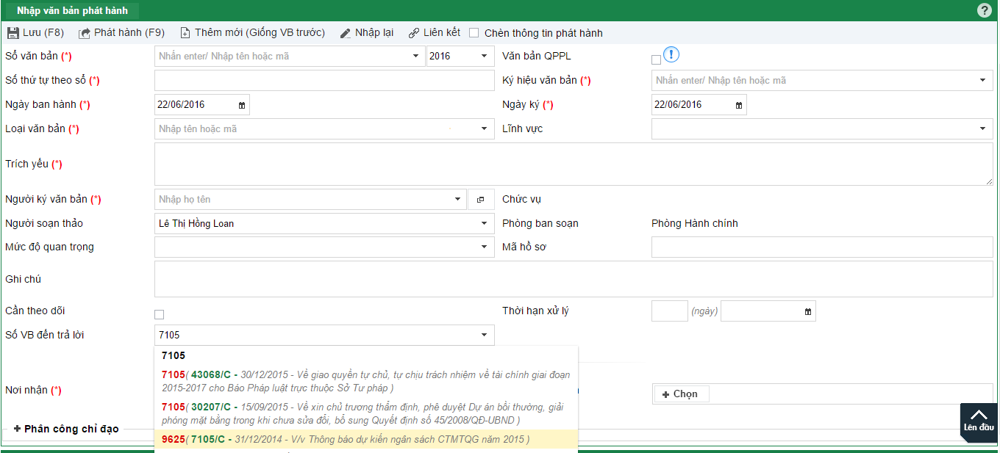 Nhập văn bản phát hành
?
Lưu (F8) Phát hành (F9) Thêm mới (Giống VB trước) Nhập lại Liên kết Chèn thông tin phát hành
Sổ văn bản (*) Nhấn enter/ Nhập tên hoặc mã 2016 Văn bản QPPL !
Số thứ tự theo sổ (*) Ký hiệu văn bản (*) Nhấn enter/ Nhập tên hoặc mã
Ngày ban hành (*) 22/06/2016 Ngày ký (*) 22/06/2016
Loại văn bản (*) Nhập tên hoặc mã Lĩnh vực
Trích yếu (*)
Người ký văn bản (*) Nhập họ tên Chức vụ
Người soạn thảo Lê Thị Hồng Loan Phòng ban soạn Phòng Hành chính
Mức độ quan trọng Mã hồ sơ
Ghi chú
Cần theo dõi Thời hạn xử lý (ngày)
Số VB đến trả lời 7105
7105
7105( 43068/C - 30/12/2015 - Về giao quyền tự chủ, tự chịu trách nhiệm về tài chính giai đoạn
2015-2017 cho Báo Pháp luật trực thuộc Sở Tư pháp )
Nơi nhận (*) + Chọn
7105( 30207/C - 15/09/2015 - Về xin chủ trương thẩm định, phê duyệt Dự án bồi thường, giải
phóng mặt bằng trong khi chưa sửa đổi, bổ sung Quyết định số 45/2008/QĐ-UBND )
Lên đầu
+ Phân công chỉ đạo
9625( 7105/C - 31/12/2014 - V/v Thông báo dự kiến ngân sách CTMTQG năm 2015 )